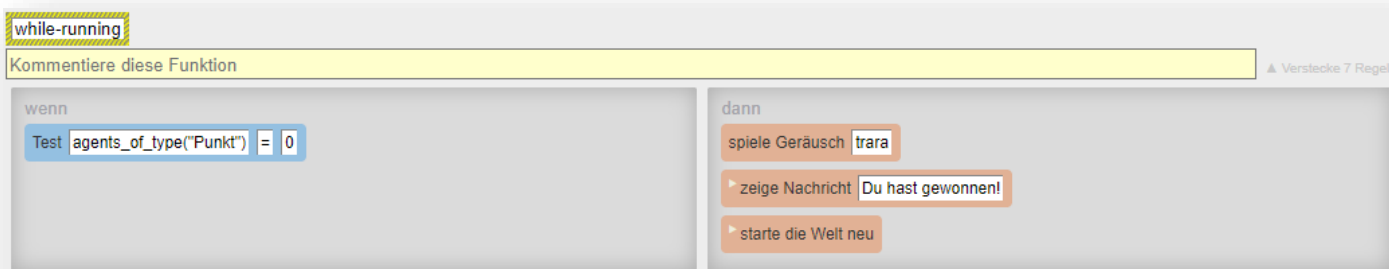 while-running
Kommentiere diese Funktion
▲ Verstecke 7 Regel
wenn
Test agents_of_type("Punkt") = 0
dann
spiele Geräusch trara
zeige Nachricht Du hast gewonnen!
starte die Welt neu